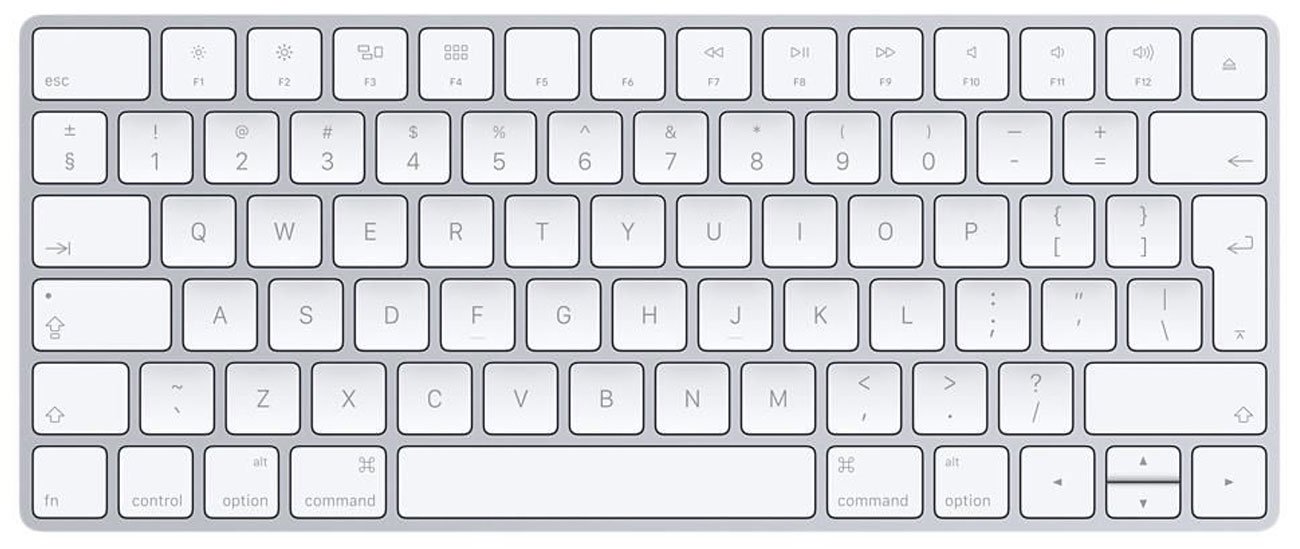 esc F1 F2 F3 F4 F5 F6 F7 F8 F9 F10 F11 F12
± ! @ # $ % ^ & * ( ) — +
§ 1 2 3 4 5 6 7 8 9 0 - =
Q W E R T Y U I O P { }
[ ]
A S D F G H J K L : " |
; ' \
~ Z X C V B N M < > ?
` , . /
alt ⌘ ⌘ alt
fn control option command command option